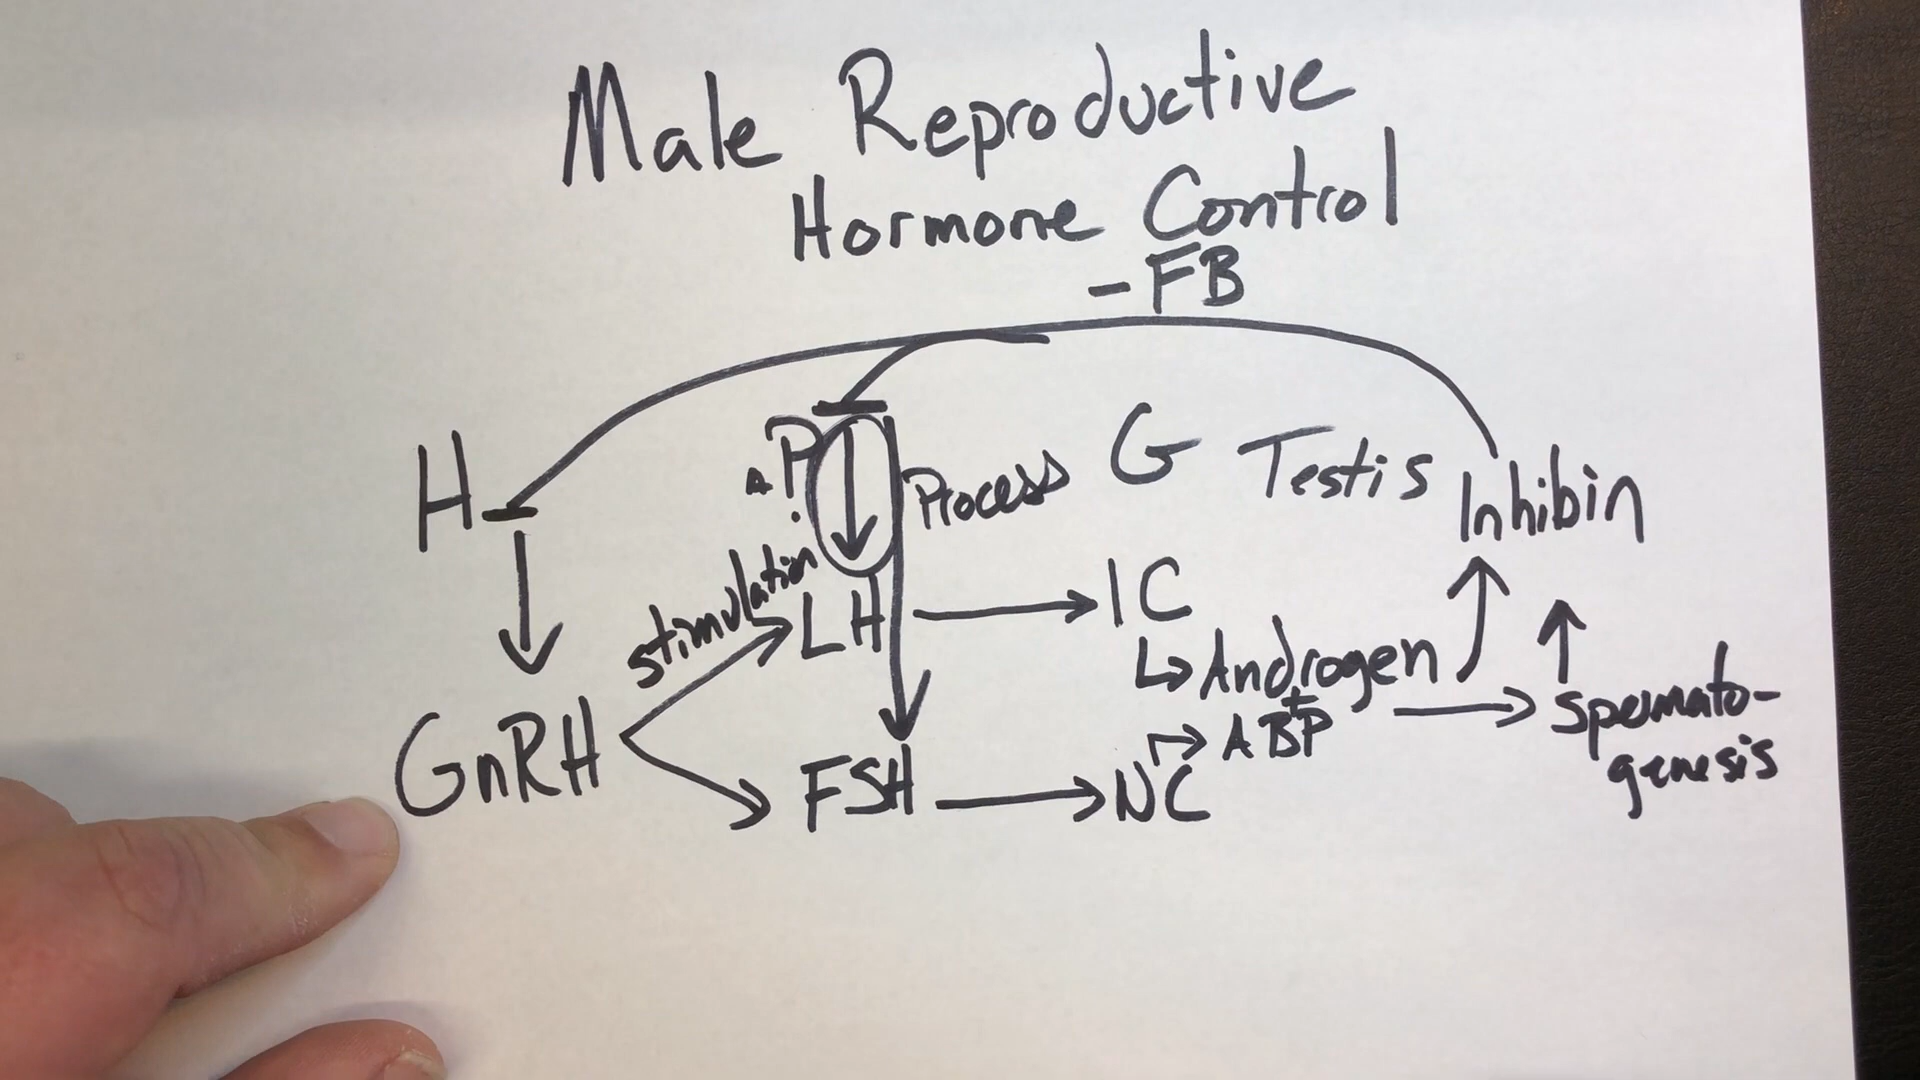 Male Reproductive
Hormone Control
- FB
H
A.P.
Process
G Testis
Inhibin
stimulation
LH
IC
Androgen
+
ABP
GnRH
FSH
NC
Spermato-
genesis